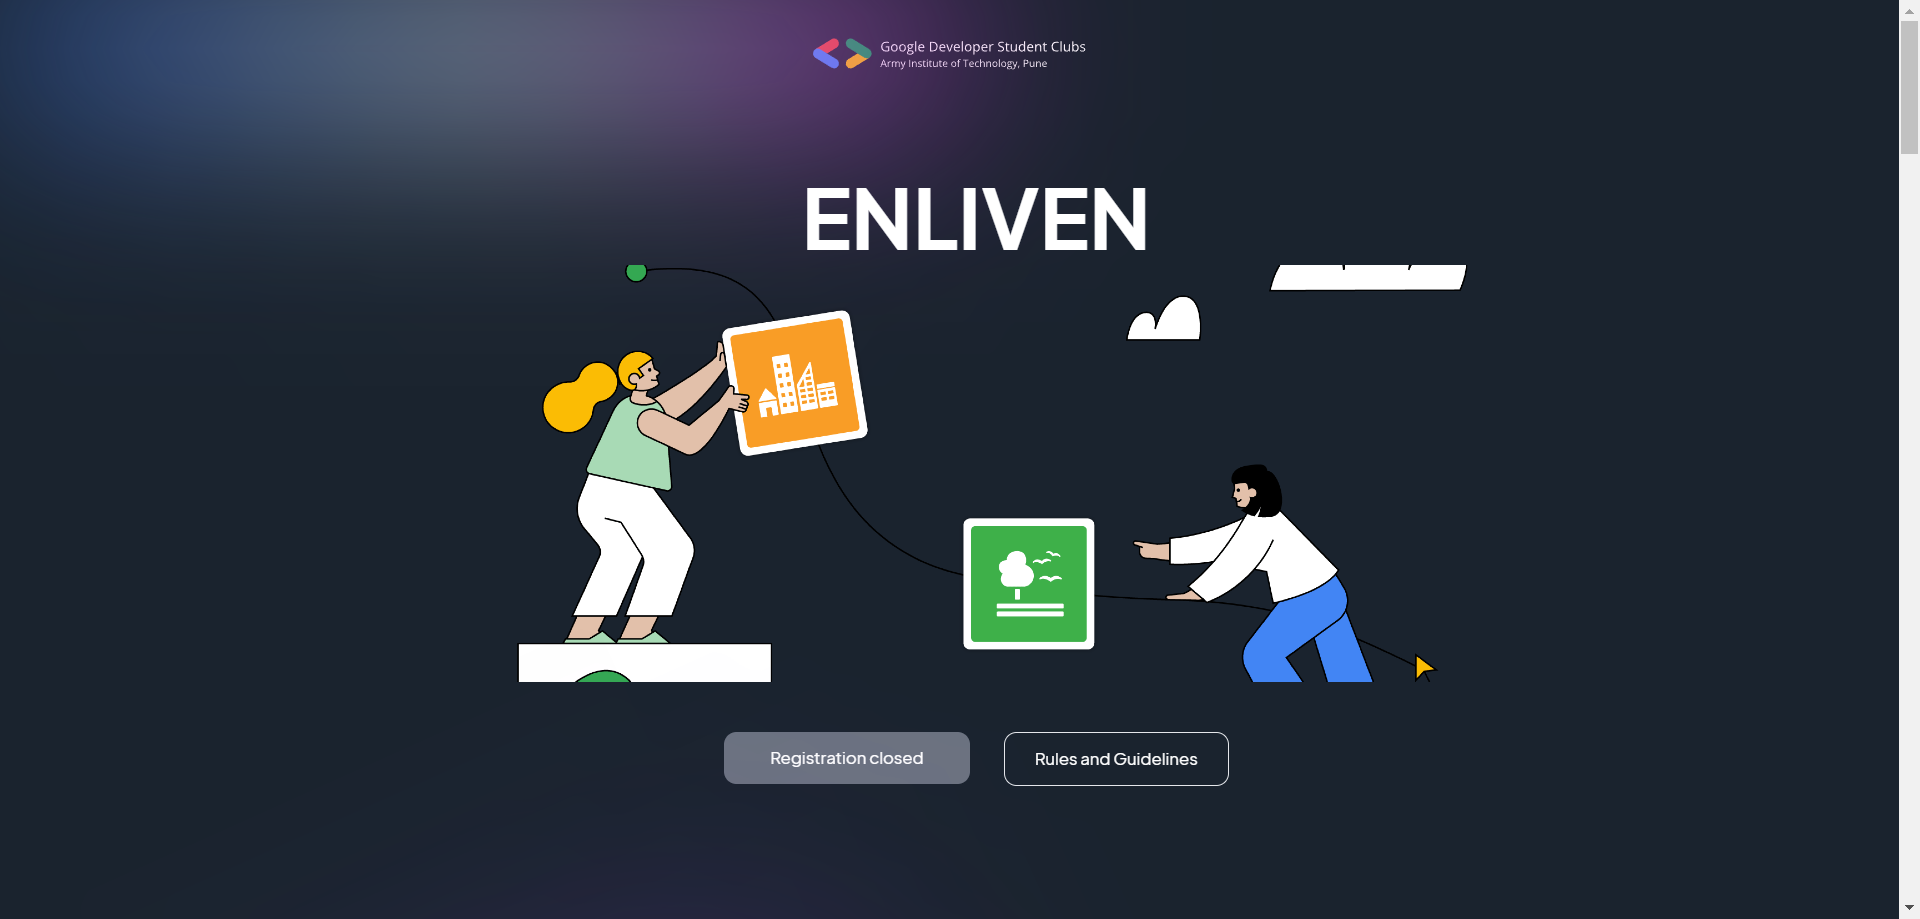 Google Developer Student Clubs
Army Institute of Technology, Pune
ENLIVEN
Registration closed
Rules and Guidelines